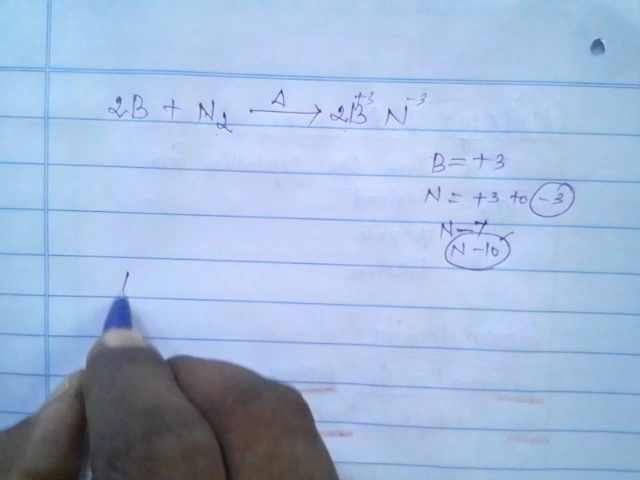 2B + N₂ —Δ→ 2B⁺³ N⁻³
B = +3
N = +3 to -3
N-7
N-10